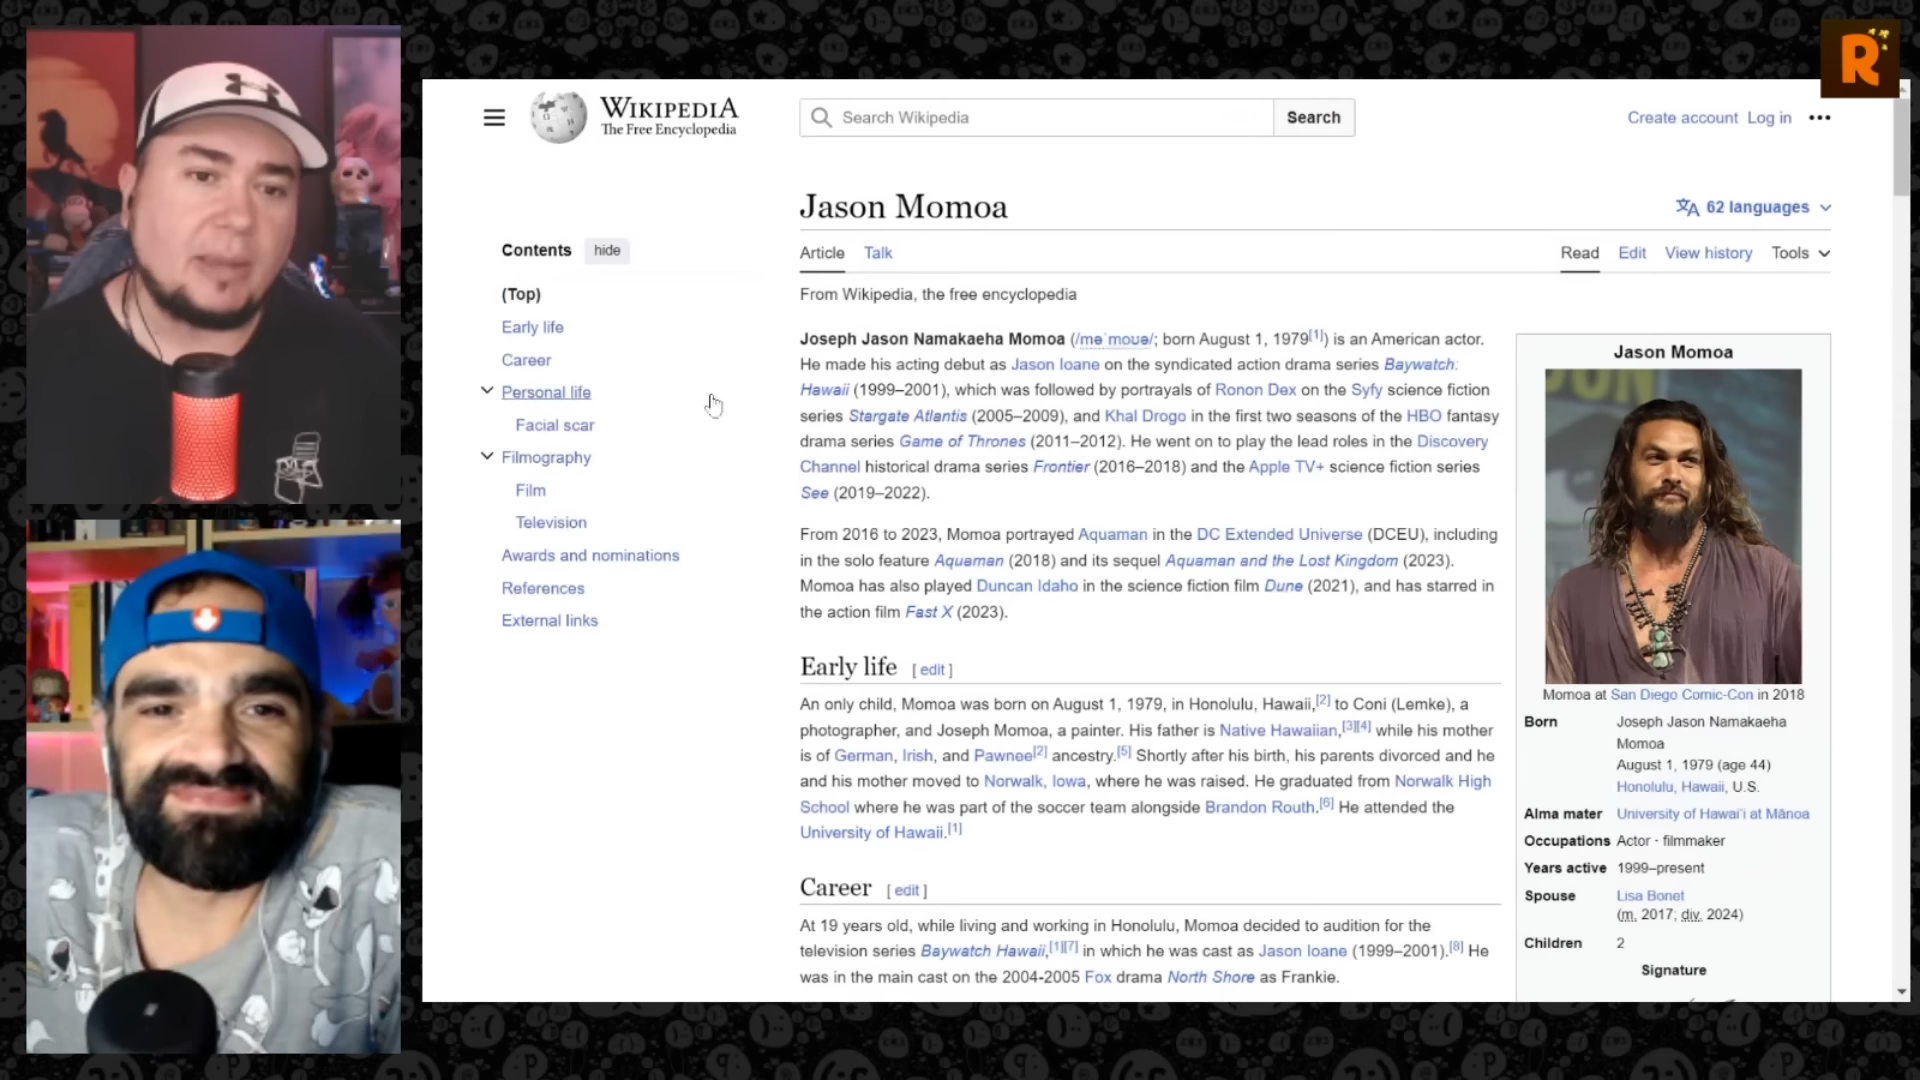 R
WIKIPEDIA
The Free Encyclopedia
Search Wikipedia
Search
Create account Log in
Jason Momoa
62 languages
Article Talk
Read Edit View history Tools
From Wikipedia, the free encyclopedia
Contents hide
(Top)
Early life
Career
Personal life
Facial scar
Filmography
Film
Television
Awards and nominations
References
External links
Joseph Jason Namakaeha Momoa (/məˈmoʊə/; born August 1, 1979[1]) is an American actor.
He made his acting debut as Jason Ioane on the syndicated action drama series Baywatch:
Hawaii (1999–2001), which was followed by portrayals of Ronon Dex on the Syfy science fiction
series Stargate Atlantis (2005–2009), and Khal Drogo in the first two seasons of the HBO fantasy
drama series Game of Thrones (2011–2012). He went on to play the lead roles in the Discovery
Channel historical drama series Frontier (2016–2018) and the Apple TV+ science fiction series
See (2019–2022).
From 2016 to 2023, Momoa portrayed Aquaman in the DC Extended Universe (DCEU), including
in the solo feature Aquaman (2018) and its sequel Aquaman and the Lost Kingdom (2023).
Momoa has also played Duncan Idaho in the science fiction film Dune (2021), and has starred in
the action film Fast X (2023).
Early life [ edit ]
An only child, Momoa was born on August 1, 1979, in Honolulu, Hawaii,[2] to Coni (Lemke), a
photographer, and Joseph Momoa, a painter. His father is Native Hawaiian,[3][4] while his mother
is of German, Irish, and Pawnee[2] ancestry.[5] Shortly after his birth, his parents divorced and he
and his mother moved to Norwalk, Iowa, where he was raised. He graduated from Norwalk High
School where he was part of the soccer team alongside Brandon Routh.[6] He attended the
University of Hawaii.[1]
Career [ edit ]
At 19 years old, while living and working in Honolulu, Momoa decided to audition for the
television series Baywatch Hawaii,[1][7] in which he was cast as Jason Ioane (1999–2001).[8] He
was in the main cast on the 2004-2005 Fox drama North Shore as Frankie.
Jason Momoa
Momoa at San Diego Comic-Con in 2018
Born Joseph Jason Namakaeha
Momoa
August 1, 1979 (age 44)
Honolulu, Hawaii, U.S.
Alma mater University of Hawaiʻi at Mānoa
Occupations Actor · filmmaker
Years active 1999–present
Spouse Lisa Bonet
(m. 2017; div. 2024)
Children 2
Signature